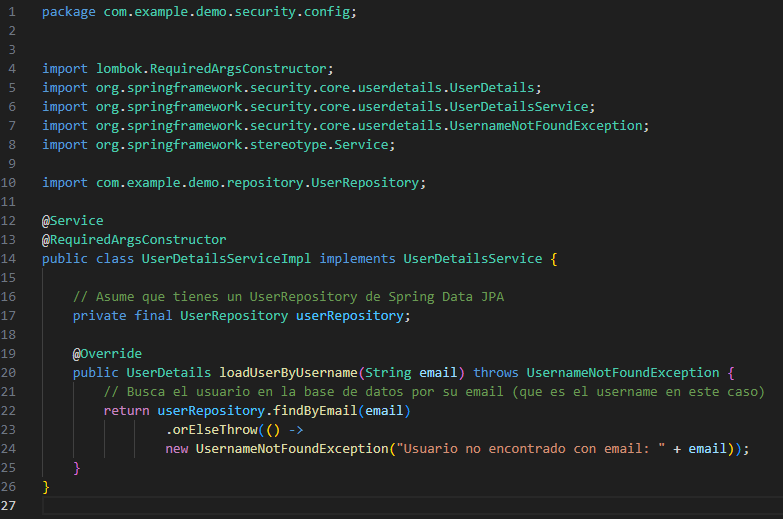 1 package com.example.demo.security.config;
2
3
4 import lombok.RequiredArgsConstructor;
5 import org.springframework.security.core.userdetails.UserDetails;
6 import org.springframework.security.core.userdetails.UserDetailsService;
7 import org.springframework.security.core.userdetails.UsernameNotFoundException;
8 import org.springframework.stereotype.Service;
9
10 import com.example.demo.repository.UserRepository;
11
12 @Service
13 @RequiredArgsConstructor
14 public class UserDetailsServiceImpl implements UserDetailsService {
15
16     // Asume que tienes un UserRepository de Spring Data JPA
17     private final UserRepository userRepository;
18
19     @Override
20     public UserDetails loadUserByUsername(String email) throws UsernameNotFoundException {
21         // Busca el usuario en la base de datos por su email (que es el username en este caso)
22         return userRepository.findByEmail(email)
23                 .orElseThrow(() ->
24                 new UsernameNotFoundException("Usuario no encontrado con email: " + email));
25     }
26 }
27